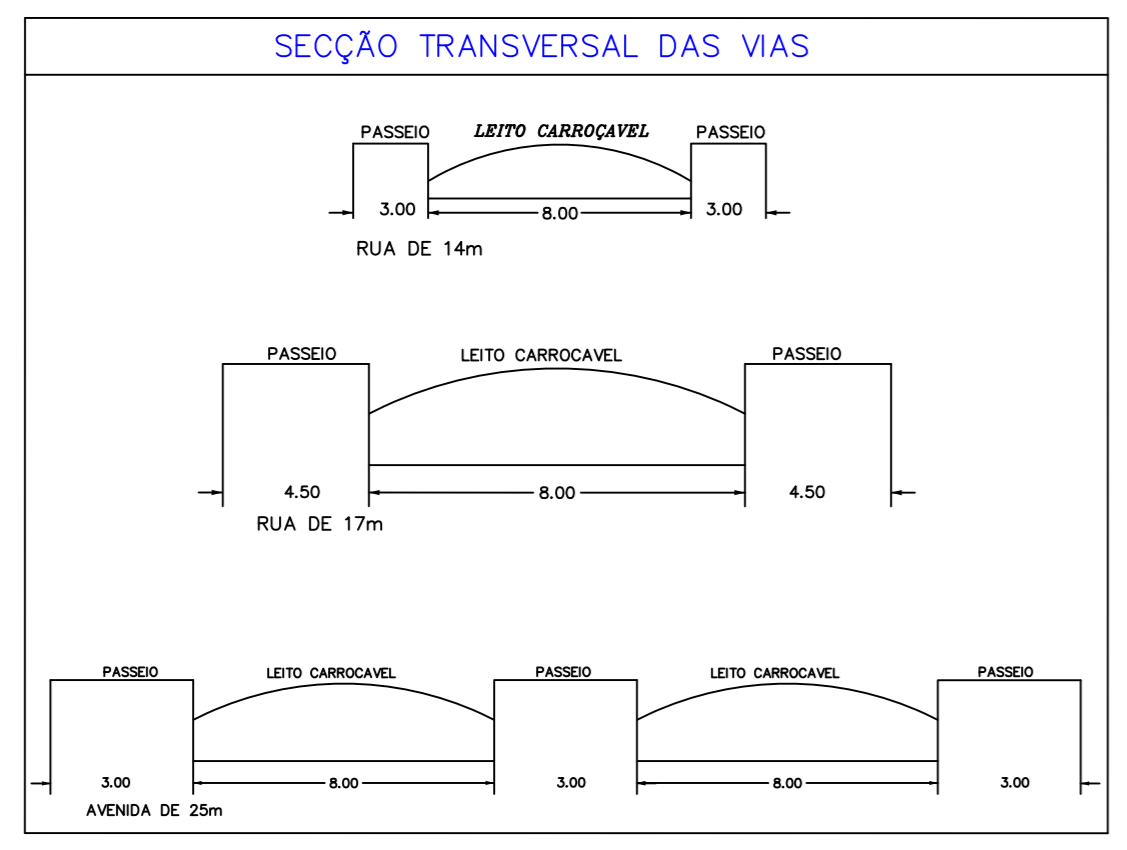 SECÇÃO TRANSVERSAL DAS VIAS
PASSEIO LEITO CARROÇAVEL PASSEIO
3.00 8.00 3.00
RUA DE 14m
PASSEIO LEITO CARROCAVEL PASSEIO
4.50 8.00 4.50
RUA DE 17m
PASSEIO LEITO CARROCAVEL PASSEIO LEITO CARROCAVEL PASSEIO
3.00 8.00 3.00 8.00 3.00
AVENIDA DE 25m